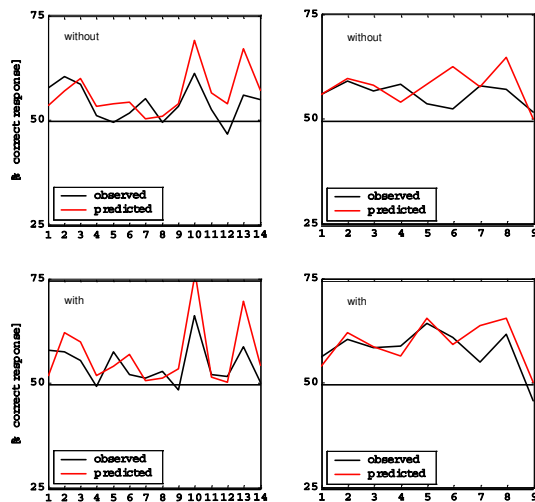 75
without
50
[% correct response]
observed
predicted
25
1 2 3 4 5 6 7 8 9 10 11 12 13 14
75
without
50
observed
predicted
25
1 2 3 4 5 6 7 8 9
75
with
50
[% correct response]
observed
predicted
25
1 2 3 4 5 6 7 8 9 10 11 12 13 14
75
with
50
observed
predicted
25
1 2 3 4 5 6 7 8 9